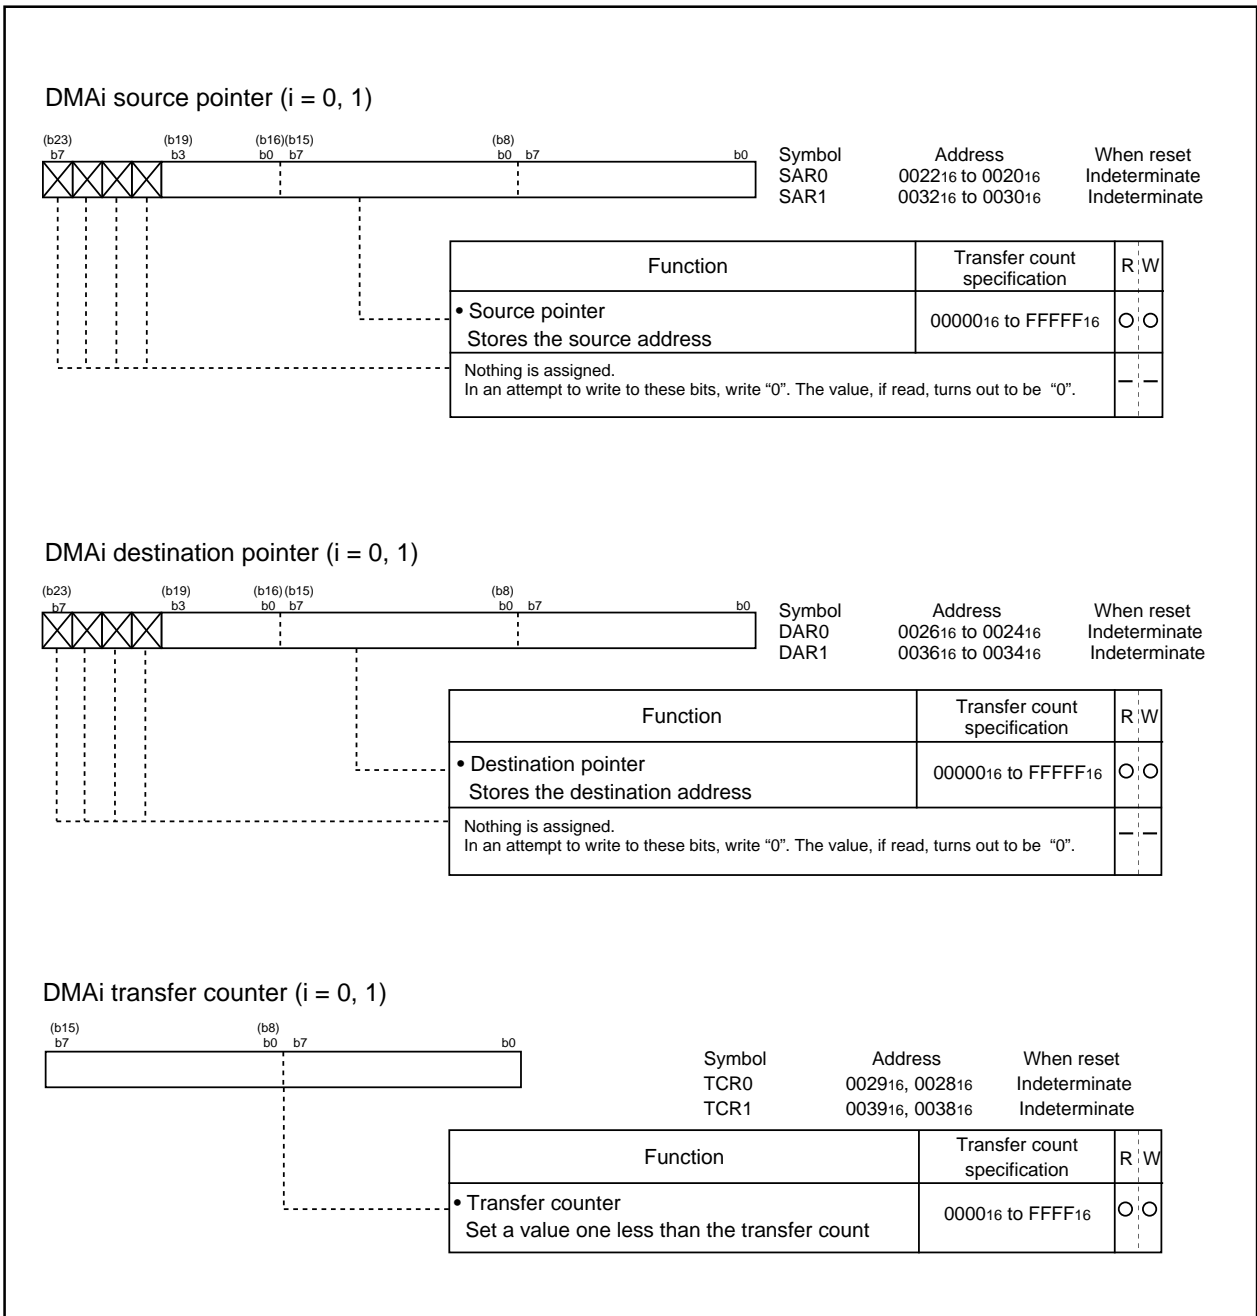 DMAi source pointer (i = 0, 1)
(b23) (b19) (b16)(b15) (b8)
b7 b3 b0 b7 b0 b7 b0
Symbol Address When reset
SAR0 002216 to 002016 Indeterminate
SAR1 003216 to 003016 Indeterminate
Function Transfer count specification R W
• Source pointer
Stores the source address
0000016 to FFFFF16
Nothing is assigned.
In an attempt to write to these bits, write “0”. The value, if read, turns out to be “0”.
DMAi destination pointer (i = 0, 1)
(b23) (b19) (b16)(b15) (b8)
b7 b3 b0 b7 b0 b7 b0
Symbol Address When reset
DAR0 002616 to 002416 Indeterminate
DAR1 003616 to 003416 Indeterminate
Function Transfer count specification R W
• Destination pointer
Stores the destination address
0000016 to FFFFF16
Nothing is assigned.
In an attempt to write to these bits, write “0”. The value, if read, turns out to be “0”.
DMAi transfer counter (i = 0, 1)
(b15) (b8)
b7 b0 b7 b0
Symbol Address When reset
TCR0 002916, 002816 Indeterminate
TCR1 003916, 003816 Indeterminate
Function Transfer count specification R W
• Transfer counter
Set a value one less than the transfer count
000016 to FFFF16